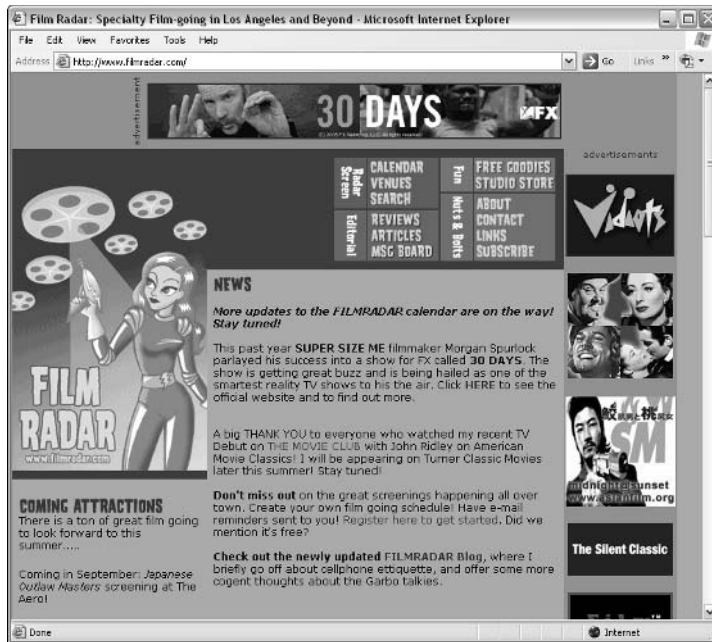 Film Radar: Specialty Film-going in Los Angeles and Beyond - Microsoft Internet Explorer
File Edit View Favorites Tools Help
Address http://www.filmradar.com/ Go Links »
advertisement
30 DAYS FX
advertisements
Radar Screen
CALENDAR
VENUES
SEARCH
Editorial
REVIEWS
ARTICLES
MSG BOARD
Fun
FREE GOODIES
STUDIO STORE
Nuts & Bolts
ABOUT
CONTACT
LINKS
SUBSCRIBE
Vidiots
FILM
RADAR
www.filmradar.com
NEWS
More updates to the FILMRADAR calendar are on the way!
Stay tuned!
This past year SUPER SIZE ME filmmaker Morgan Spurlock
parlayed his success into a show for FX called 30 DAYS. The
show is getting great buzz and is being hailed as one of the
smartest reality TV shows to his the air. Click HERE to see the
official website and to find out more.
A big THANK YOU to everyone who watched my recent TV
Debut on THE MOVIE CLUB with John Ridley on American
Movie Classics! I will be appearing on Turner Classic Movies
later this summer! Stay tuned!
Don't miss out on the great screenings happening all over
town. Create your own film going schedule! Have e-mail
reminders sent to you! Register here to get started. Did we
mention it's free?
Check out the newly updated FILMRADAR Blog, where I
briefly go off about cellphone ettiquette, and offer some more
cogent thoughts about the Garbo talkies.
COMING ATTRACTIONS
There is a ton of great film going
to look forward to this
summer.....
Coming in September: Japanese
Outlaw Masters screening at The
Aero!
SM
midnight@sunset
www.asianfilm.org
The Silent Classic
Done Internet